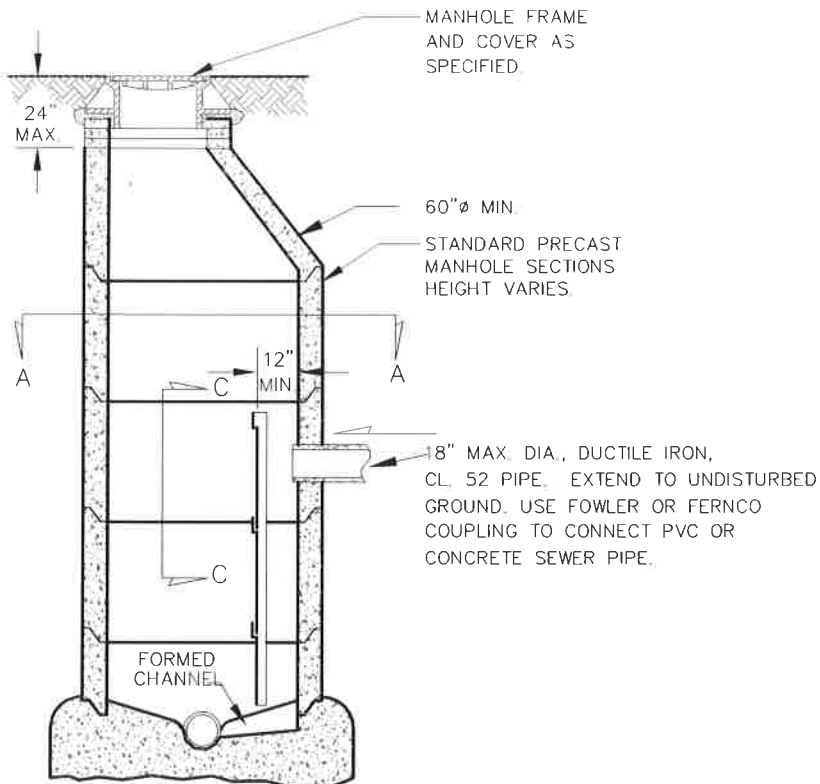 MANHOLE FRAME
AND COVER AS
SPECIFIED.
24"
MAX.
60"ø MIN.
STANDARD PRECAST
MANHOLE SECTIONS
HEIGHT VARIES.
A
A
12"
MIN
C
C
18" MAX. DIA., DUCTILE IRON,
CL. 52 PIPE. EXTEND TO UNDISTURBED
GROUND. USE FOWLER OR FERNCO
COUPLING TO CONNECT PVC OR
CONCRETE SEWER PIPE.
FORMED
CHANNEL